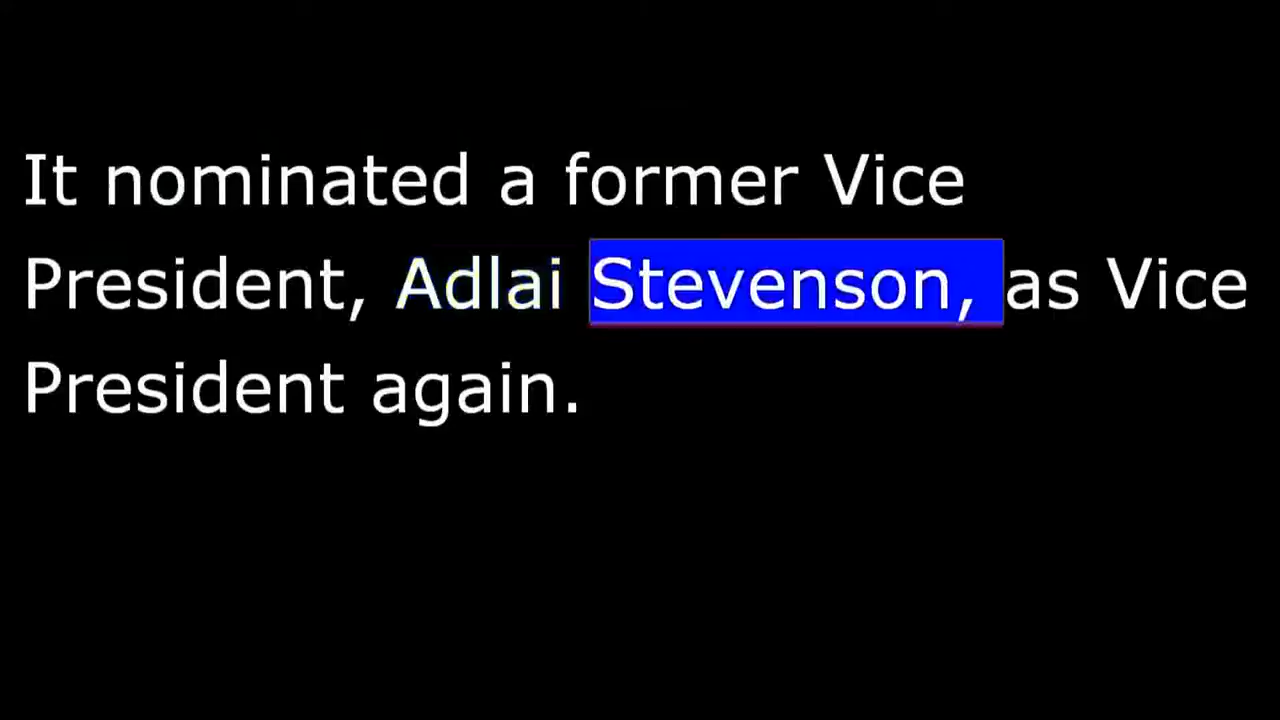 It nominated a former Vice
President, Adlai Stevenson, as Vice
President again.